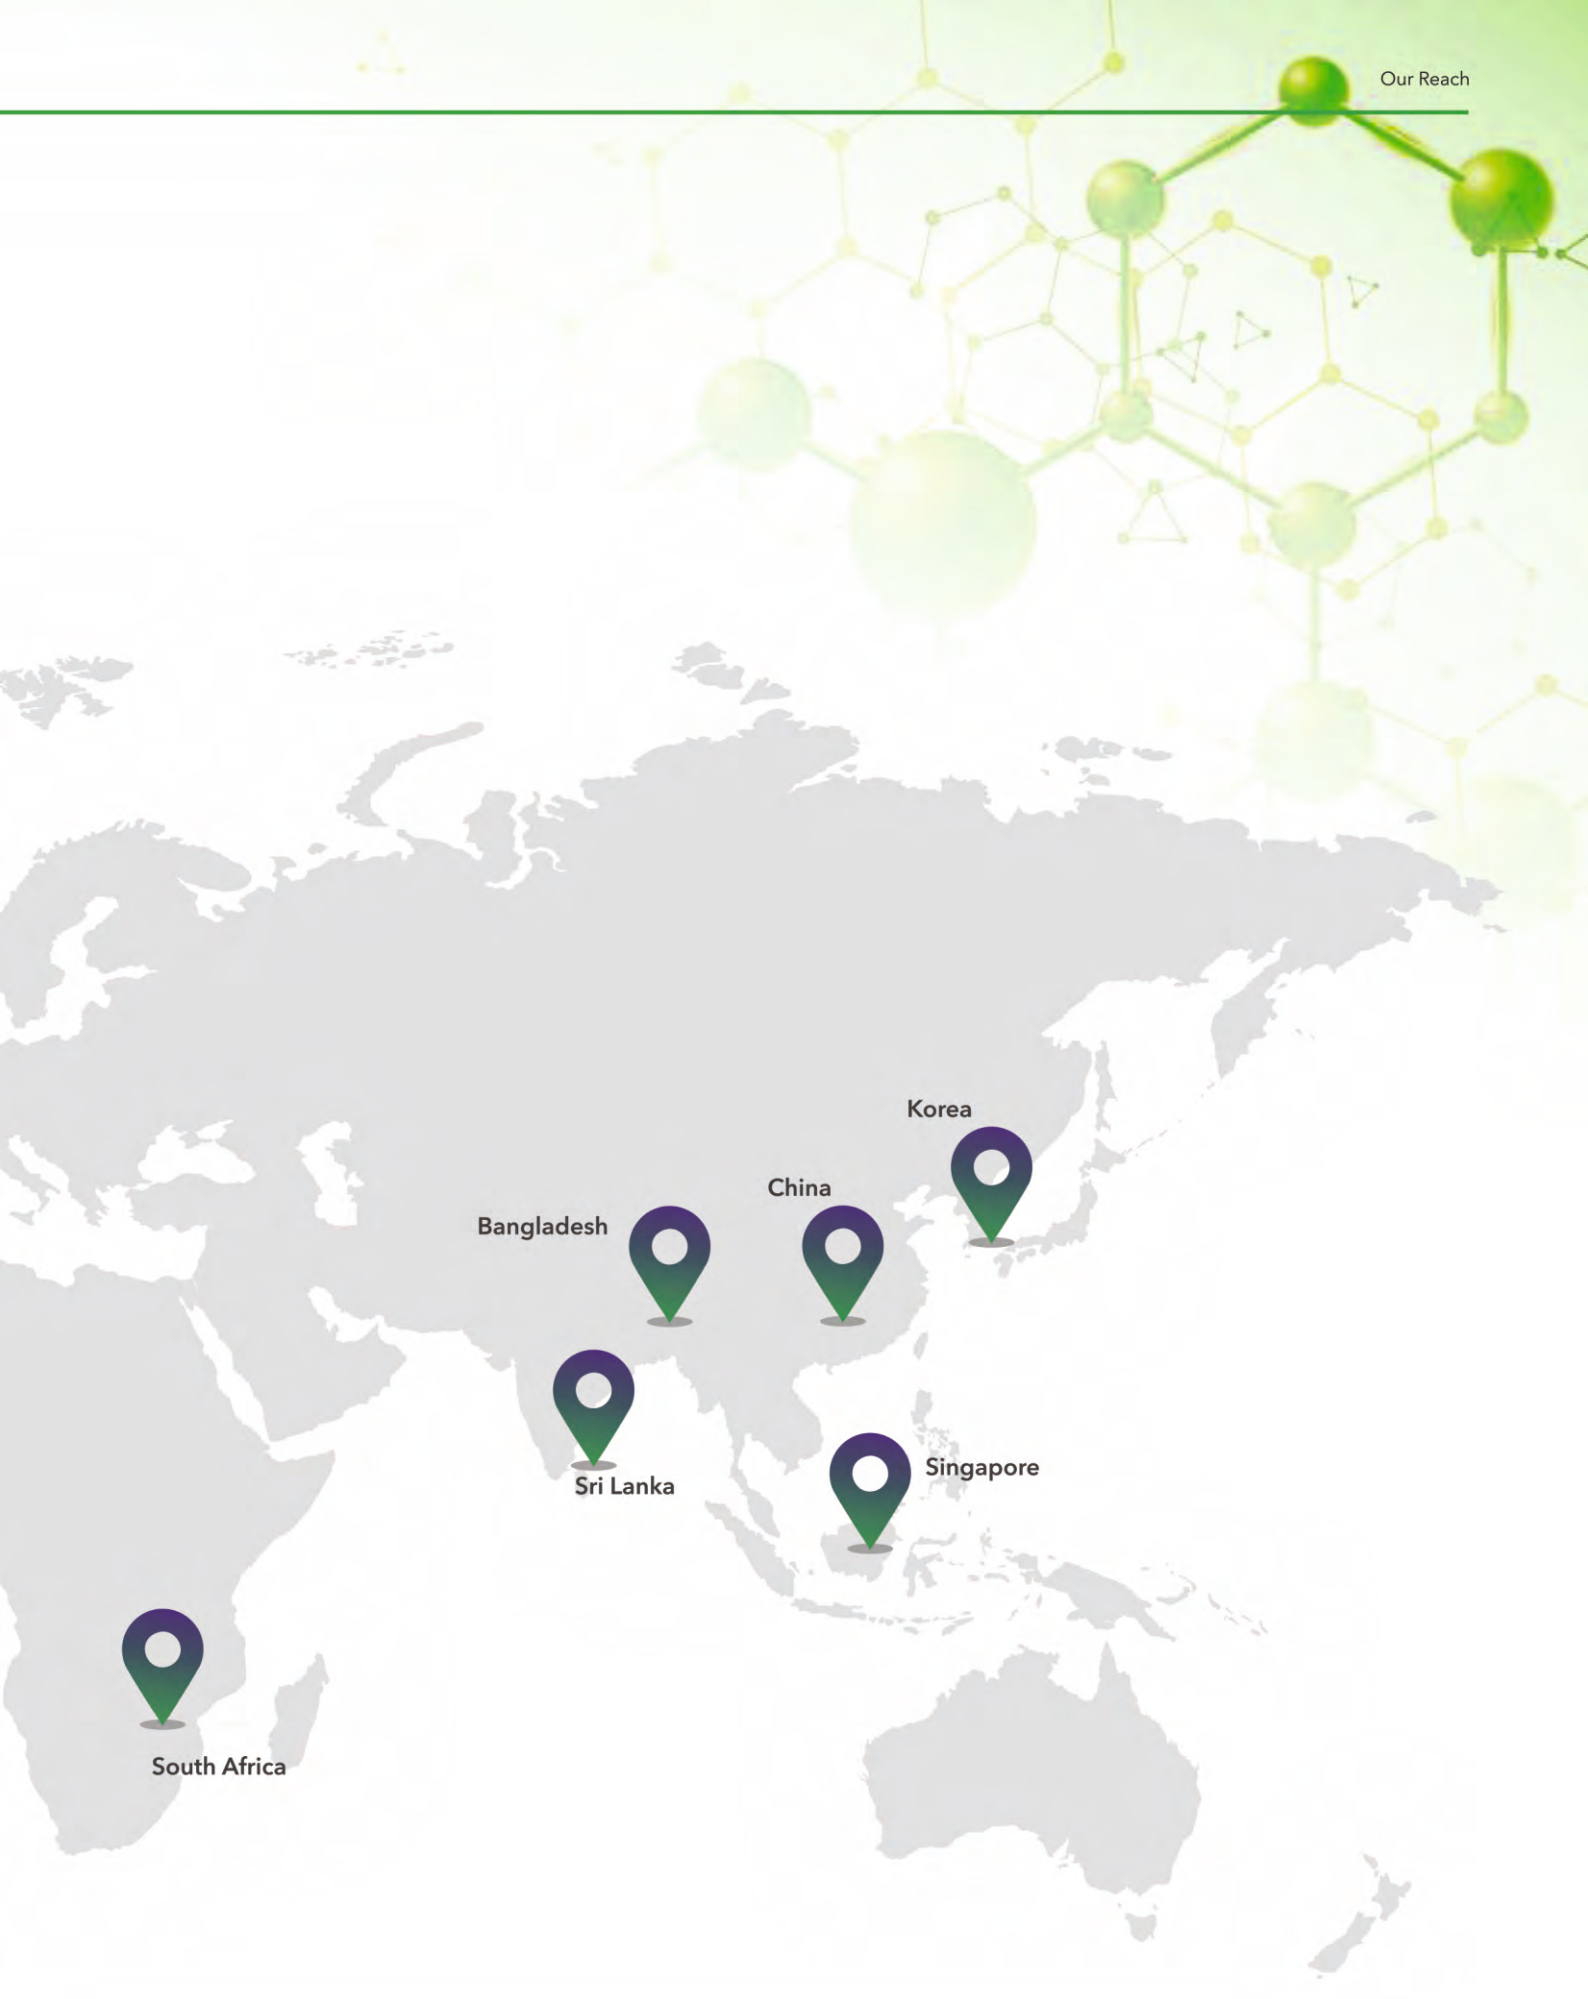 Our Reach
Korea
China
Bangladesh
Singapore
Sri Lanka
South Africa